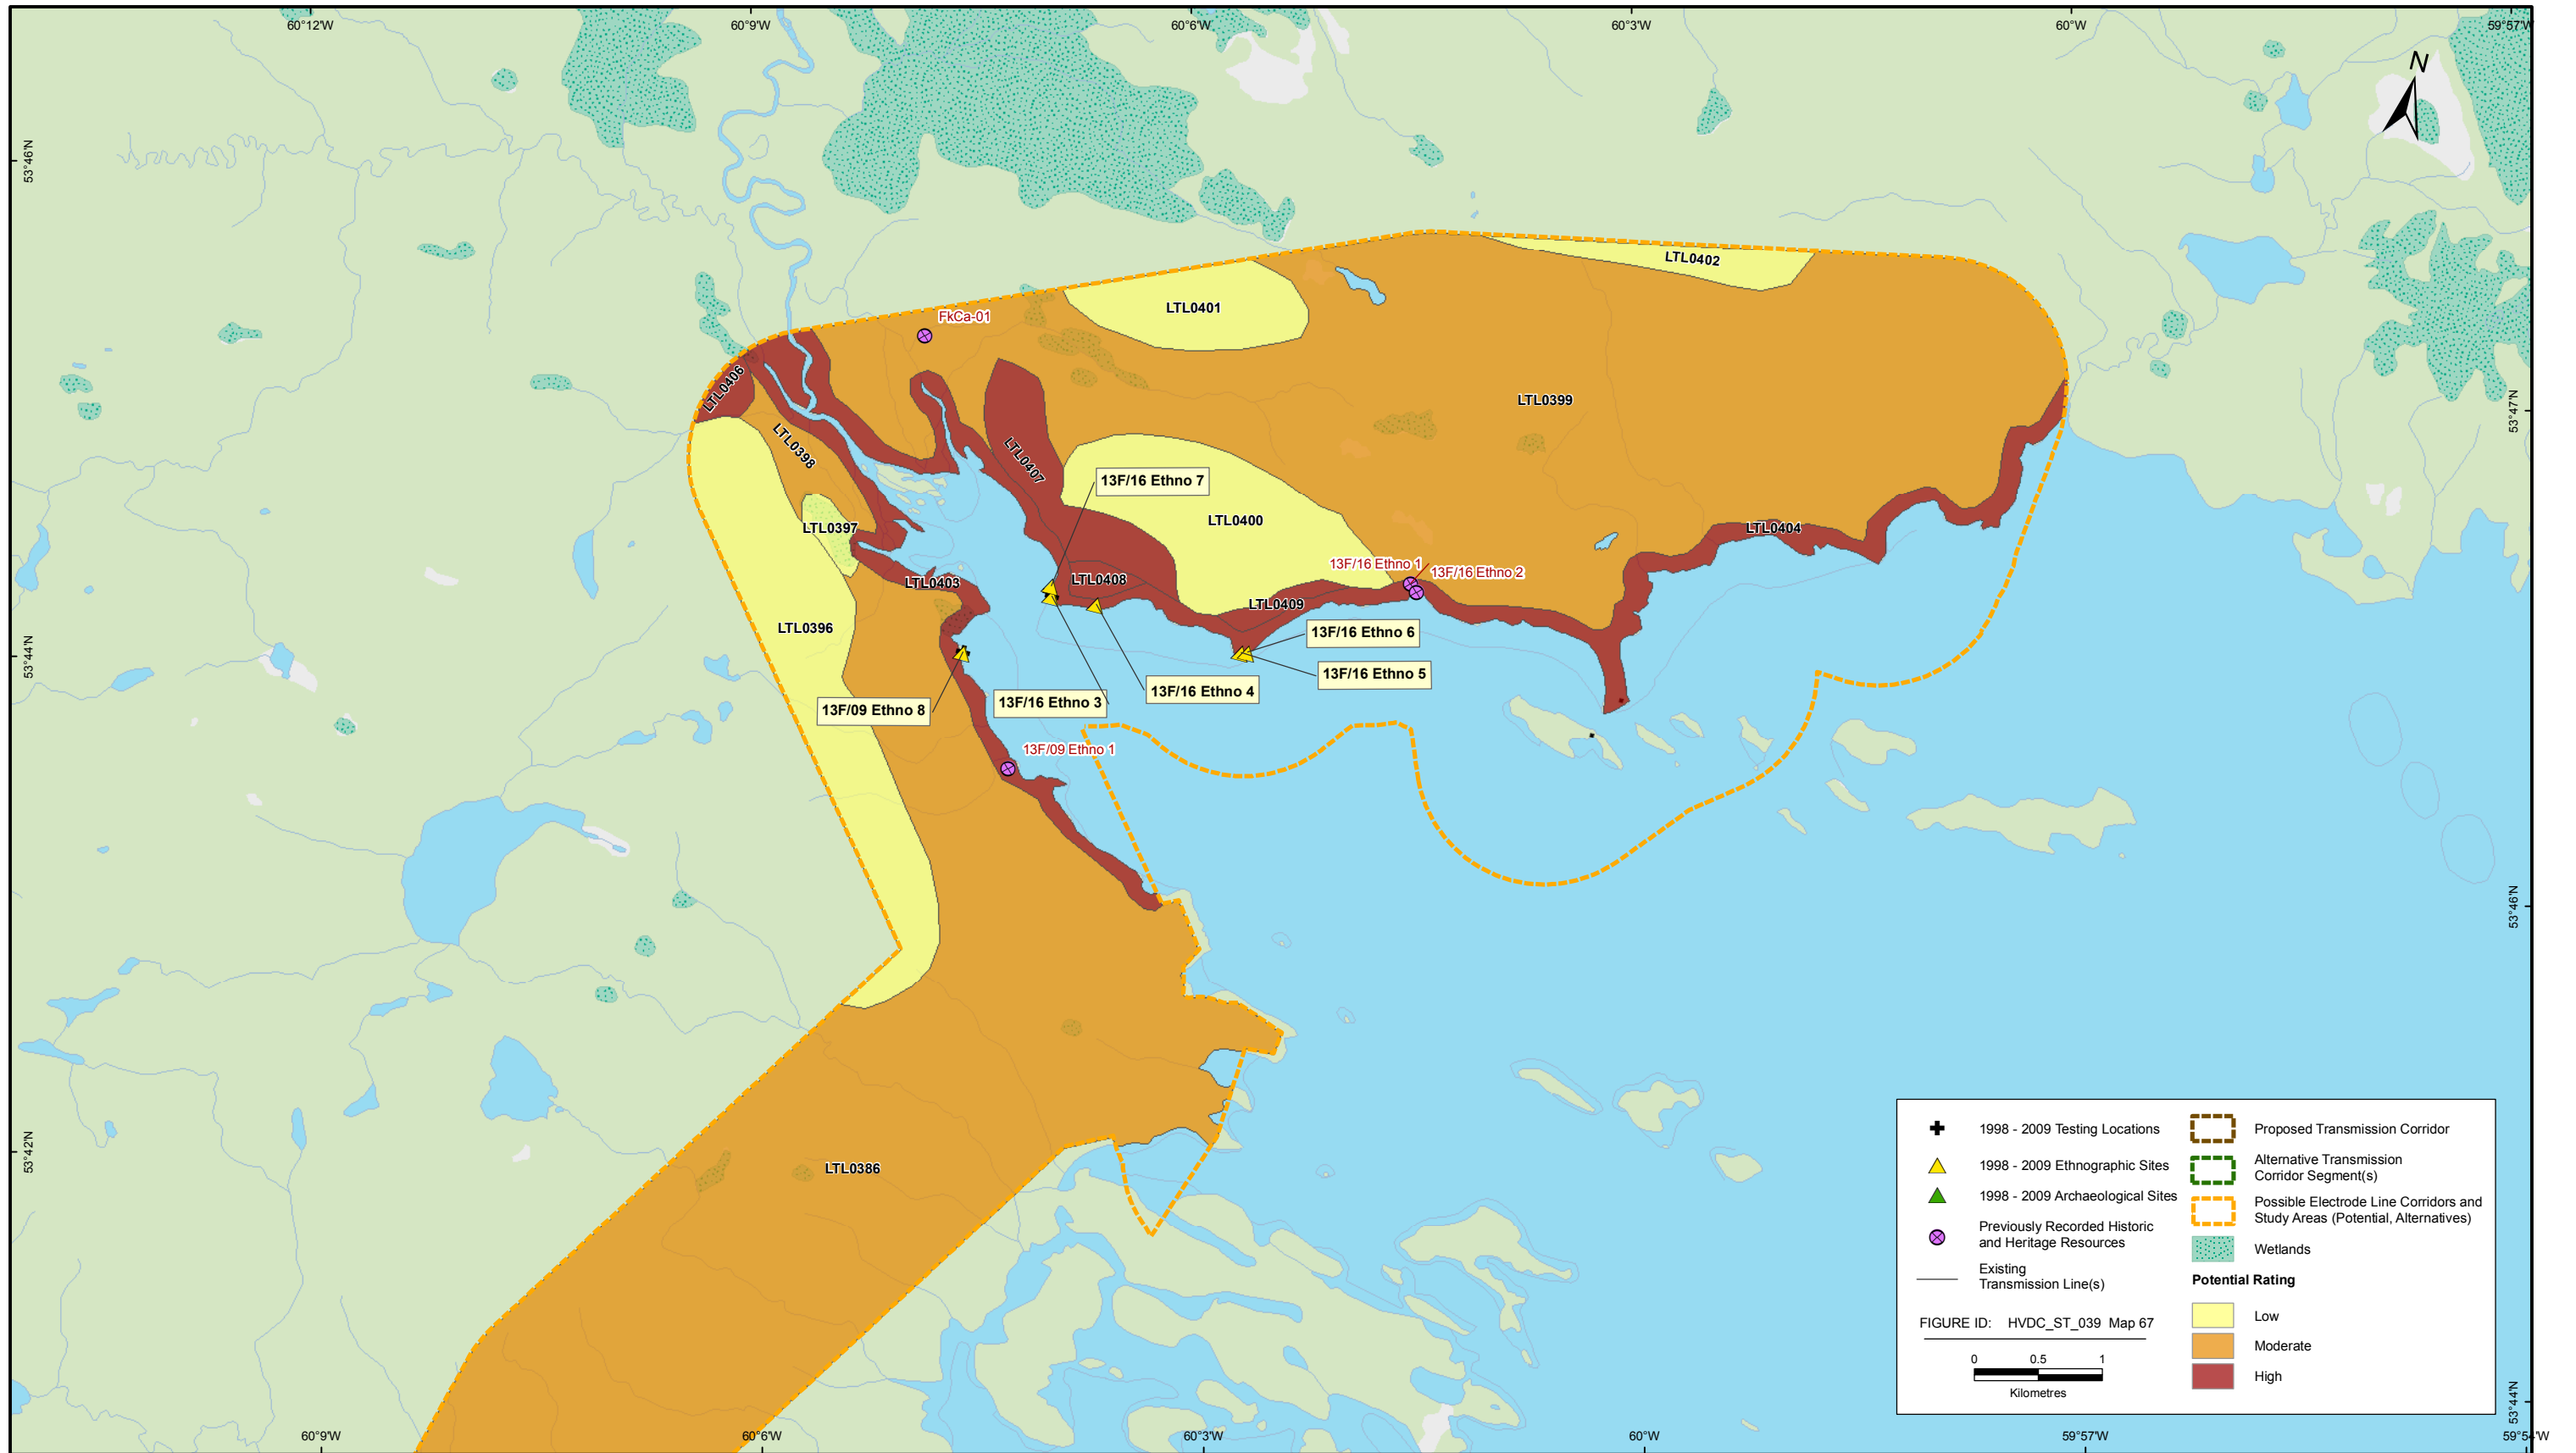 60°12'W
60°9'W
60°6'W
60°3'W
60°W
59°57'W
N
53°46'N
53°44'N
53°42'N
53°47'N
53°46'N
53°44'N
LTL0402
LTL0401
FkCa-01
LTL0406
LTL0399
LTL0398
LTL0407
13F/16 Ethno 7
LTL0400
LTL0397
LTL0404
13F/16 Ethno 1
13F/16 Ethno 2
LTL0408
LTL0403
LTL0409
LTL0396
13F/16 Ethno 6
13F/16 Ethno 5
13F/16 Ethno 4
13F/16 Ethno 3
13F/09 Ethno 8
13F/09 Ethno 1
LTL0386
1998 - 2009 Testing Locations
1998 - 2009 Ethnographic Sites
1998 - 2009 Archaeological Sites
Previously Recorded Historic
and Heritage Resources
Existing
Transmission Line(s)
FIGURE ID: HVDC_ST_039 Map 67
0 0.5 1
Kilometres
Proposed Transmission Corridor
Alternative Transmission
Corridor Segment(s)
Possible Electrode Line Corridors and
Study Areas (Potential, Alternatives)
Wetlands
Potential Rating
Low
Moderate
High
60°9'W
60°6'W
60°3'W
60°W
59°57'W
59°54'W